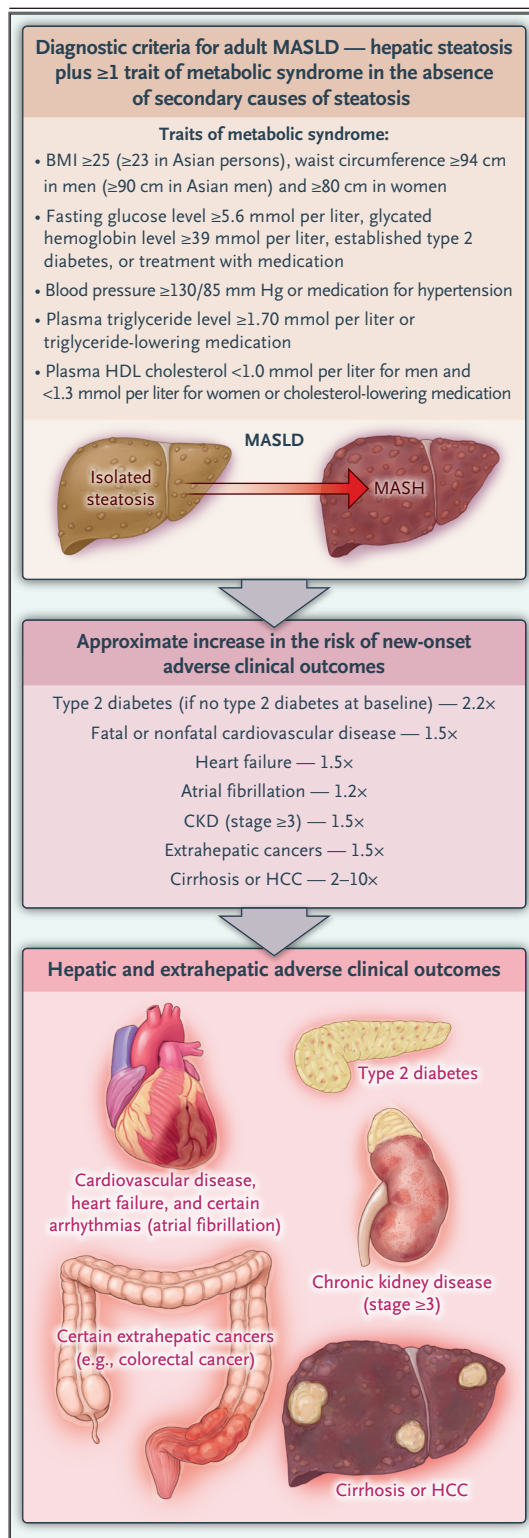 Diagnostic criteria for adult MASLD — hepatic steatosis
plus ≥1 trait of metabolic syndrome in the absence
of secondary causes of steatosis
Traits of metabolic syndrome:
• BMI ≥25 (≥23 in Asian persons), waist circumference ≥94 cm
in men (≥90 cm in Asian men) and ≥80 cm in women
• Fasting glucose level ≥5.6 mmol per liter, glycated
hemoglobin level ≥39 mmol per liter, established type 2
diabetes, or treatment with medication
• Blood pressure ≥130/85 mm Hg or medication for hypertension
• Plasma triglyceride level ≥1.70 mmol per liter or
triglyceride-lowering medication
• Plasma HDL cholesterol <1.0 mmol per liter for men and
<1.3 mmol per liter for women or cholesterol-lowering medication
MASLD
Isolated
steatosis
MASH
Approximate increase in the risk of new-onset
adverse clinical outcomes
Type 2 diabetes (if no type 2 diabetes at baseline) — 2.2×
Fatal or nonfatal cardiovascular disease — 1.5×
Heart failure — 1.5×
Atrial fibrillation — 1.2×
CKD (stage ≥3) — 1.5×
Extrahepatic cancers — 1.5×
Cirrhosis or HCC — 2–10×
Hepatic and extrahepatic adverse clinical outcomes
Type 2 diabetes
Cardiovascular disease,
heart failure, and certain
arrhythmias (atrial fibrillation)
Chronic kidney disease
(stage ≥3)
Certain extrahepatic cancers
(e.g., colorectal cancer)
Cirrhosis or HCC